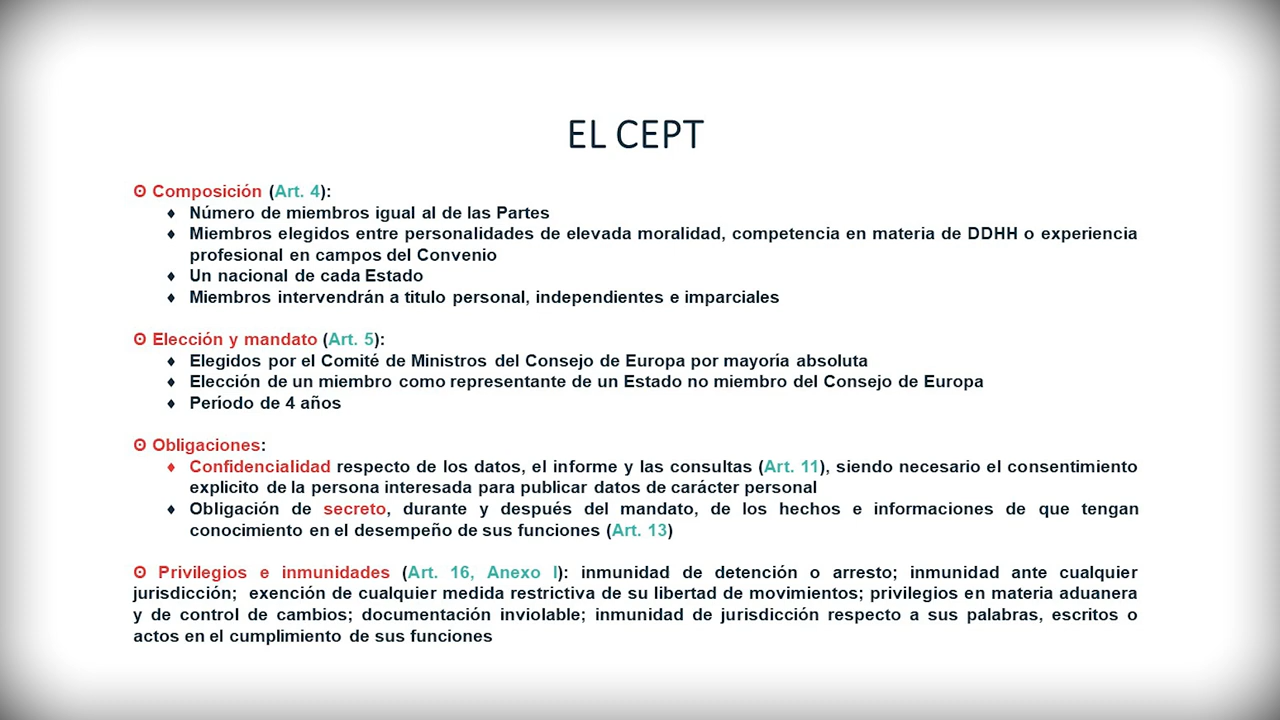 EL CEPT
ʘ Composición (Art. 4):
♦ Número de miembros igual al de las Partes
♦ Miembros elegidos entre personalidades de elevada moralidad, competencia en materia de DDHH o experiencia
profesional en campos del Convenio
♦ Un nacional de cada Estado
♦ Miembros intervendrán a titulo personal, independientes e imparciales
ʘ Elección y mandato (Art. 5):
♦ Elegidos por el Comité de Ministros del Consejo de Europa por mayoría absoluta
♦ Elección de un miembro como representante de un Estado no miembro del Consejo de Europa
♦ Período de 4 años
ʘ Obligaciones:
♦ Confidencialidad respecto de los datos, el informe y las consultas (Art. 11), siendo necesario el consentimiento
explicito de la persona interesada para publicar datos de carácter personal
♦ Obligación de secreto, durante y después del mandato, de los hechos e informaciones de que tengan
conocimiento en el desempeño de sus funciones (Art. 13)
ʘ Privilegios e inmunidades (Art. 16, Anexo I): inmunidad de detención o arresto; inmunidad ante cualquier
jurisdicción; exención de cualquier medida restrictiva de su libertad de movimientos; privilegios en materia aduanera
y de control de cambios; documentación inviolable; inmunidad de jurisdicción respecto a sus palabras, escritos o
actos en el cumplimiento de sus funciones